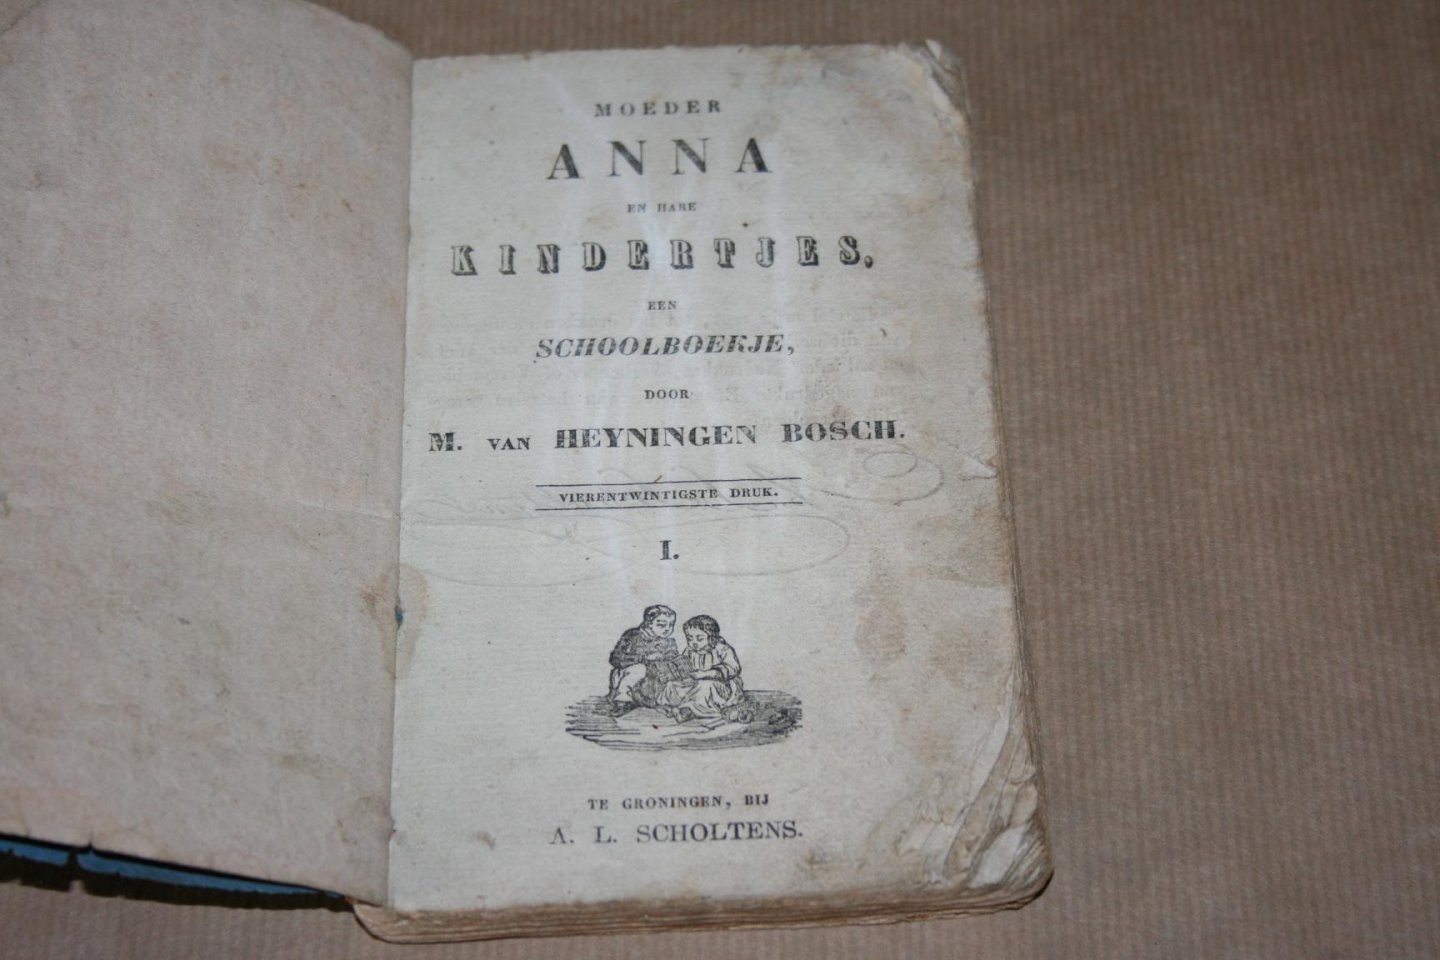 MOEDER
ANNA
EN HARE
KINDERTJES,
EEN
SCHOOLBOEKJE,
DOOR
M. VAN HEYNINGEN BOSCH.
VIERENTWINTIGSTE DRUK.
I.
TE GRONINGEN, BIJ
A. L. SCHOLTENS.